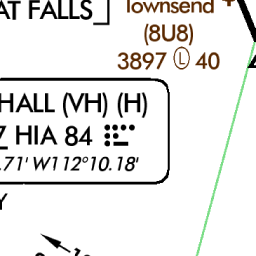 AT FALLS
Townsend
(8U8)
3897 Ⓛ 40
HALL (VH) (H)
HIA 84
.71' W112°10.18'
Y